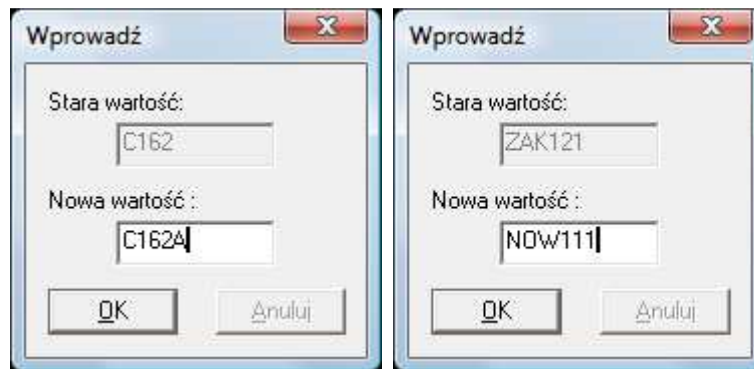 Wprowadź
Stara wartość:
C162
Nowa wartość :
C162A
OK
Anuluj
Wprowadź
Stara wartość:
ZAK121
Nowa wartość :
NOW111
OK
Anuluj